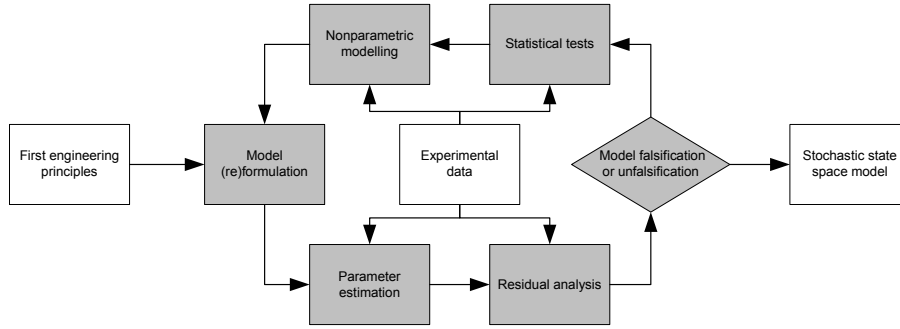 Nonparametric
modelling
Statistical tests
First engineering
principles
Model
(re)formulation
Experimental
data
Model falsification
or unfalsification
Stochastic state
space model
Parameter
estimation
Residual analysis